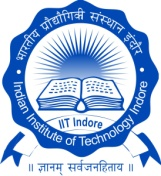 भारतीय प्रौद्योगिकी संस्थान इंदौर
IIT Indore
Indian Institute of Technology Indore
॥ ज्ञानम् सर्वजनहिताय ॥